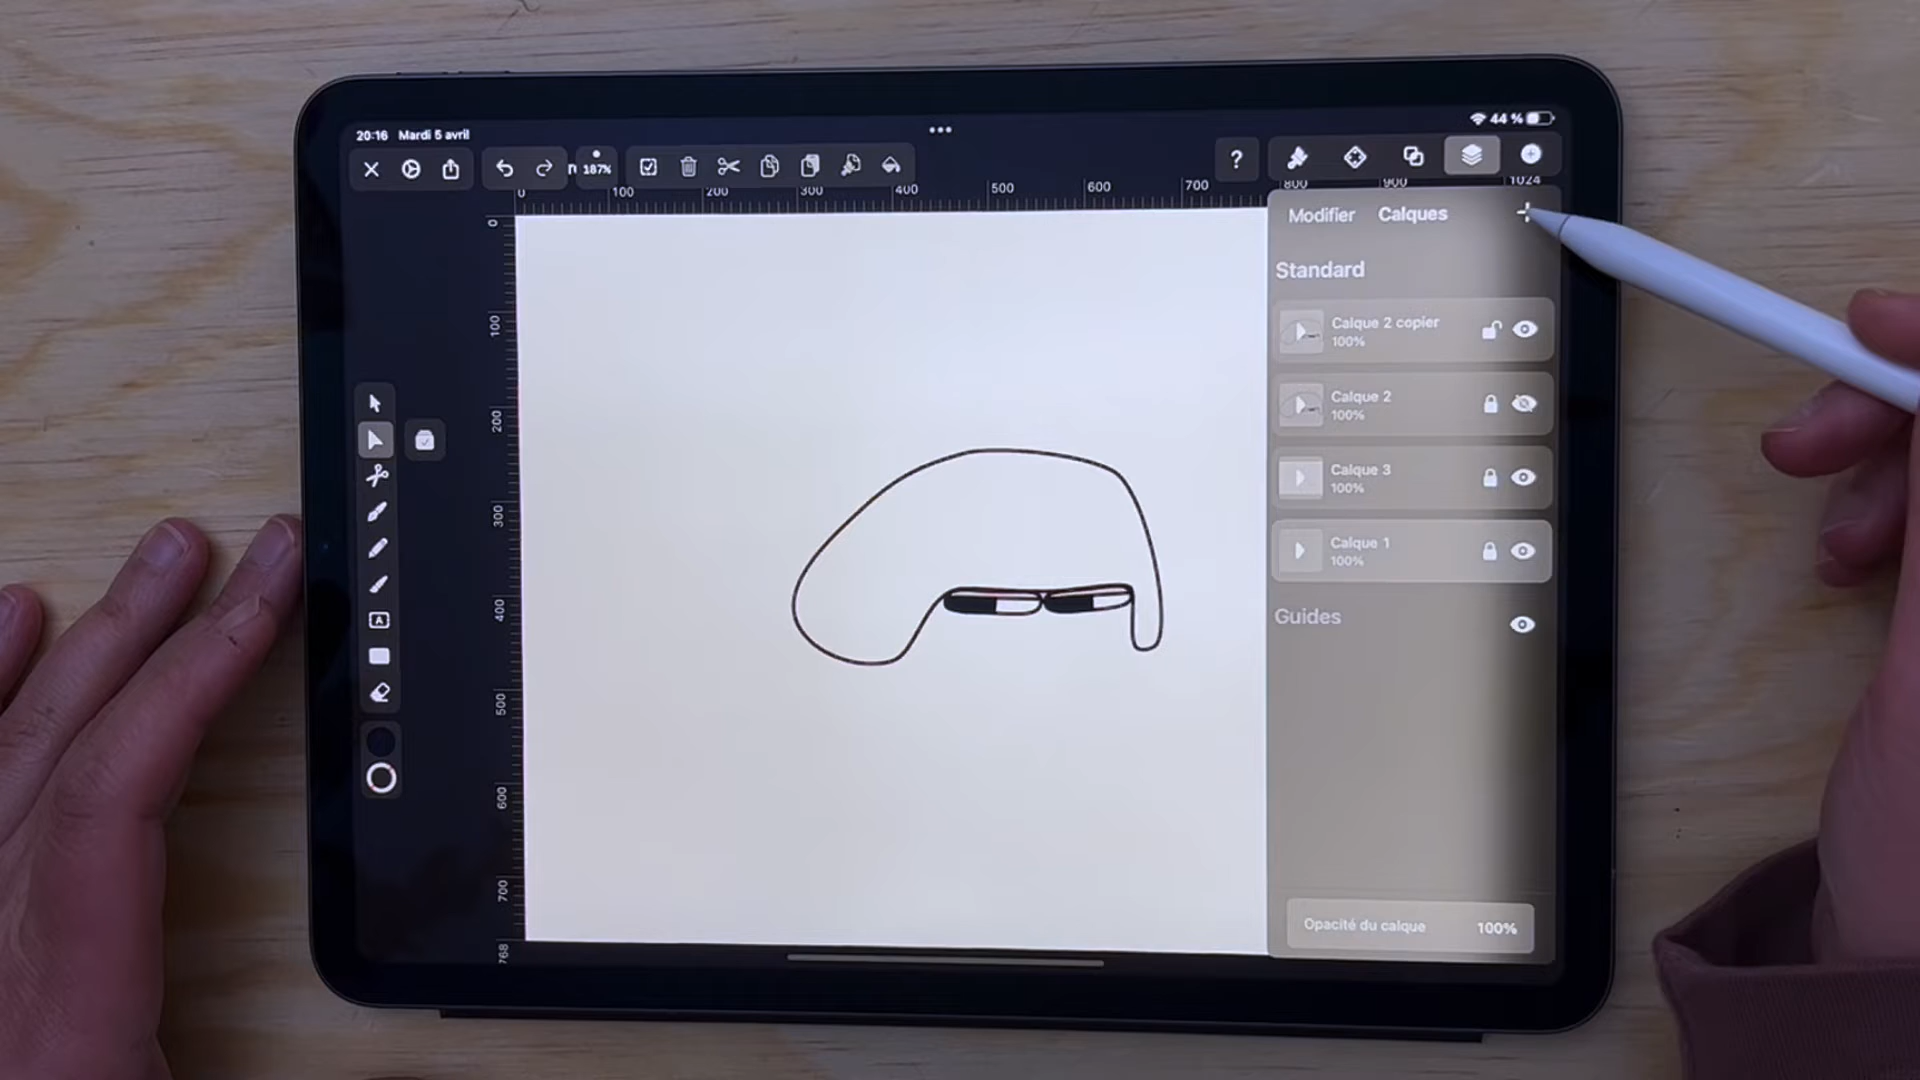 20:16 Mardi 5 avril
44 %
187%
?
0 100 200 300 400 500 600 700 800 900 1024
Modifier Calques
Standard
Calque 2 copier
100%
Calque 2
100%
Calque 3
100%
Calque 1
100%
Guides
Opacité du calque 100%
0
100
200
300
400
500
600
700
768
A